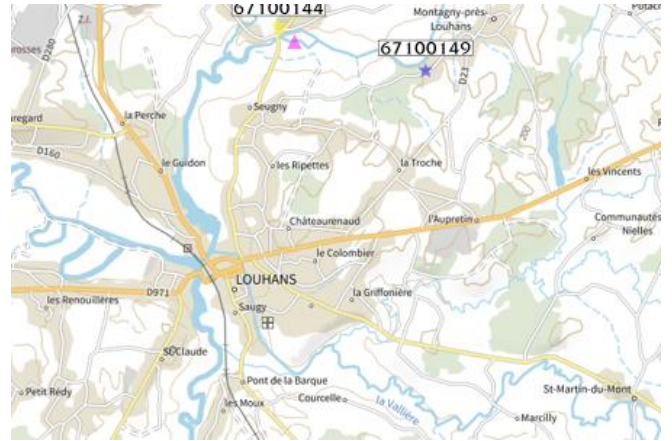 67100144
Montagny-près-
Louhans
Z.I.
D280
67100149
D23
Seugny
la Perche
D160
le Guidon
les Ripettes
la Troche
200
les Vincents
Châteaurenaud
l'Aupretin
Communautés
Nielles
le Colombier
LOUHANS
D971
les Renouillères
la Griffonière
Saugy
St-Claude
Petit Rédy
Pont de la Barque
les Moux
Courcelle
la Vallière
St-Martin-du-Mont
Marcilly